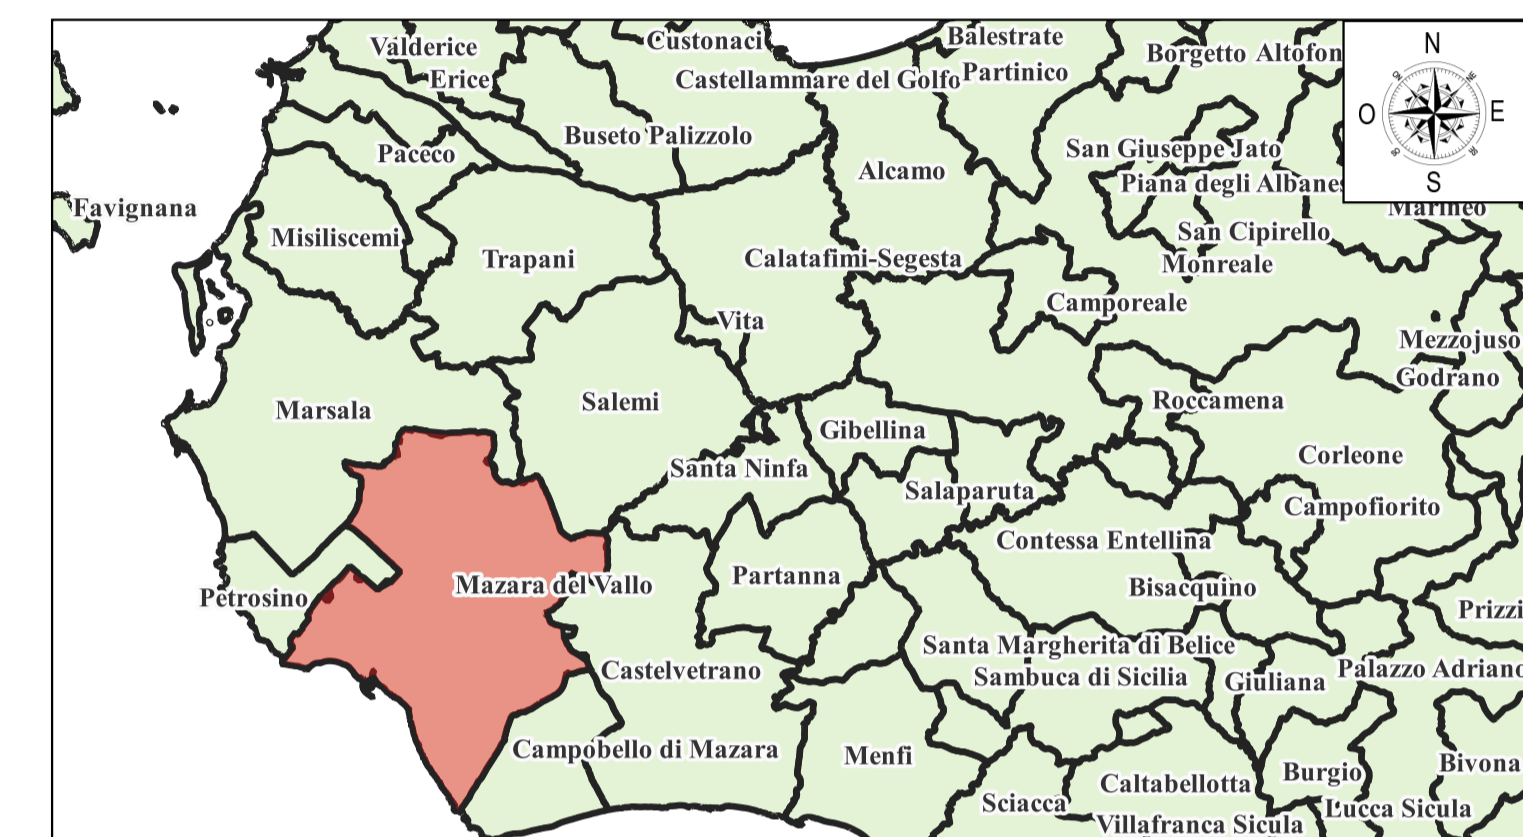 Valderice
Custonaci
Balestrate
Borgetto
Altofon
N
Erice
Castellammare del Golfo
Partinico
O
E
S
Buseto Palizzolo
Paceco
San Giuseppe Jato
Alcamo
Piana degli Albanes
Marineo
Favignana
Misiliscemi
Trapani
Calatafimi-Segesta
San Cipirello
Monreale
Camporeale
Vita
Mezzojuso
Godrano
Marsala
Salemi
Roccamena
Gibellina
Corleone
Santa Ninfa
Salaparuta
Campofiorito
Contessa Entellina
Partanna
Mazara del Vallo
Bisacquino
Petrosino
Prizzi
Santa Margherita di Belice
Castelvetrano
Sambuca di Sicilia
Giuliana
Palazzo Adriano
Campobello di Mazara
Menfi
Burgio
Bivona
Caltabellotta
Sciacca
Lucca Sicula
Villafranca Sicula